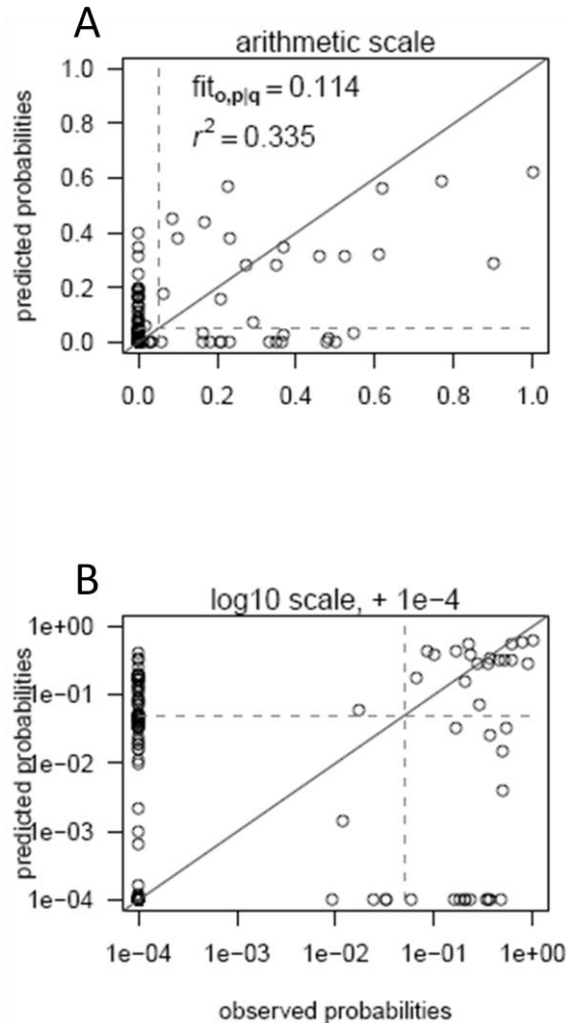 A
arithmetic scale
predicted probabilities
1.0
0.8
0.6
0.4
0.2
0.0
fit_o,p|q = 0.114
r² = 0.335
0.0 0.2 0.4 0.6 0.8 1.0
B
log10 scale, + 1e−4
predicted probabilities
1e+00
1e−01
1e−02
1e−03
1e−04
1e−04 1e−03 1e−02 1e−01 1e+00
observed probabilities